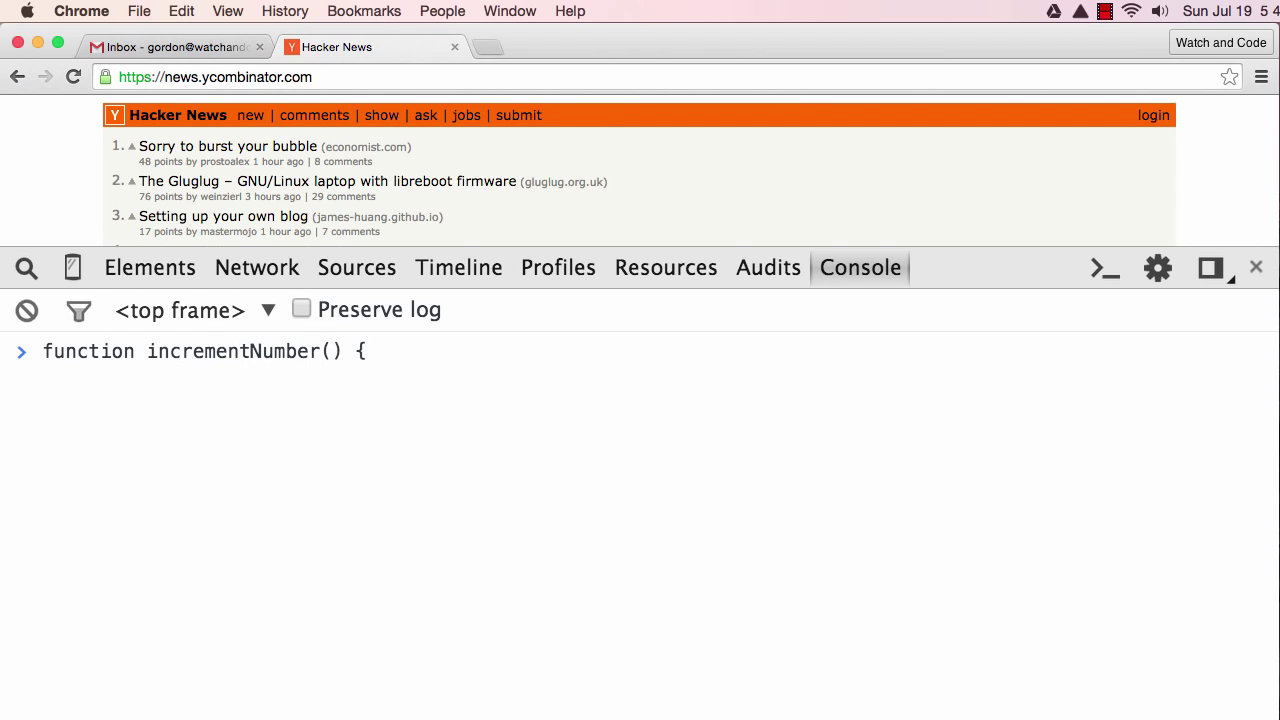 Chrome File Edit View History Bookmarks People Window Help Sun Jul 19 5 4
Inbox - gordon@watchand Hacker News Watch and Code
https://news.ycombinator.com
Y Hacker News new | comments | show | ask | jobs | submit login
1. Sorry to burst your bubble (economist.com)
48 points by prostoalex 1 hour ago | 8 comments
2. The Gluglug – GNU/Linux laptop with libreboot firmware (gluglug.org.uk)
76 points by weinzierl 3 hours ago | 29 comments
3. Setting up your own blog (james-huang.github.io)
17 points by mastermojo 1 hour ago | 7 comments
Elements Network Sources Timeline Profiles Resources Audits Console
<top frame> Preserve log
function incrementNumber() {